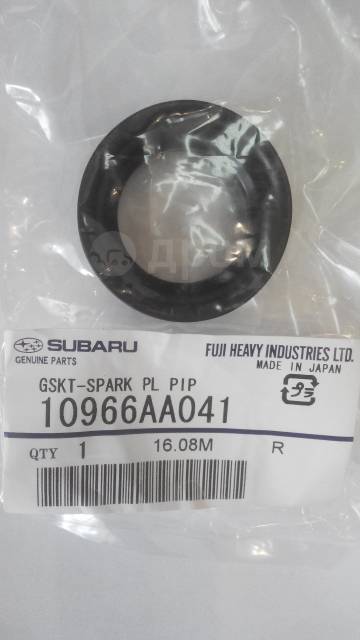 дром
SUBARU
GENUINE PARTS
FUJI HEAVY INDUSTRIES LTD.
MADE IN JAPAN
GSKT-SPARK PL PIP
10966AA041
QTY 1 16.08M R